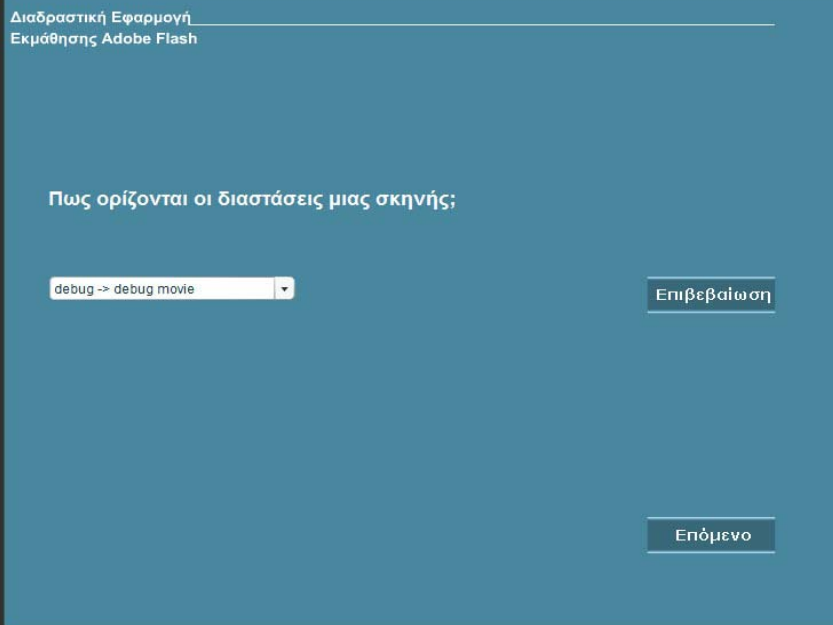 Διαδραστική Εφαρμογή
Εκμάθησης Adobe Flash
Πως ορίζονται οι διαστάσεις μιας σκηνής;
debug -> debug movie
Επιβεβαίωση
Επόμενο